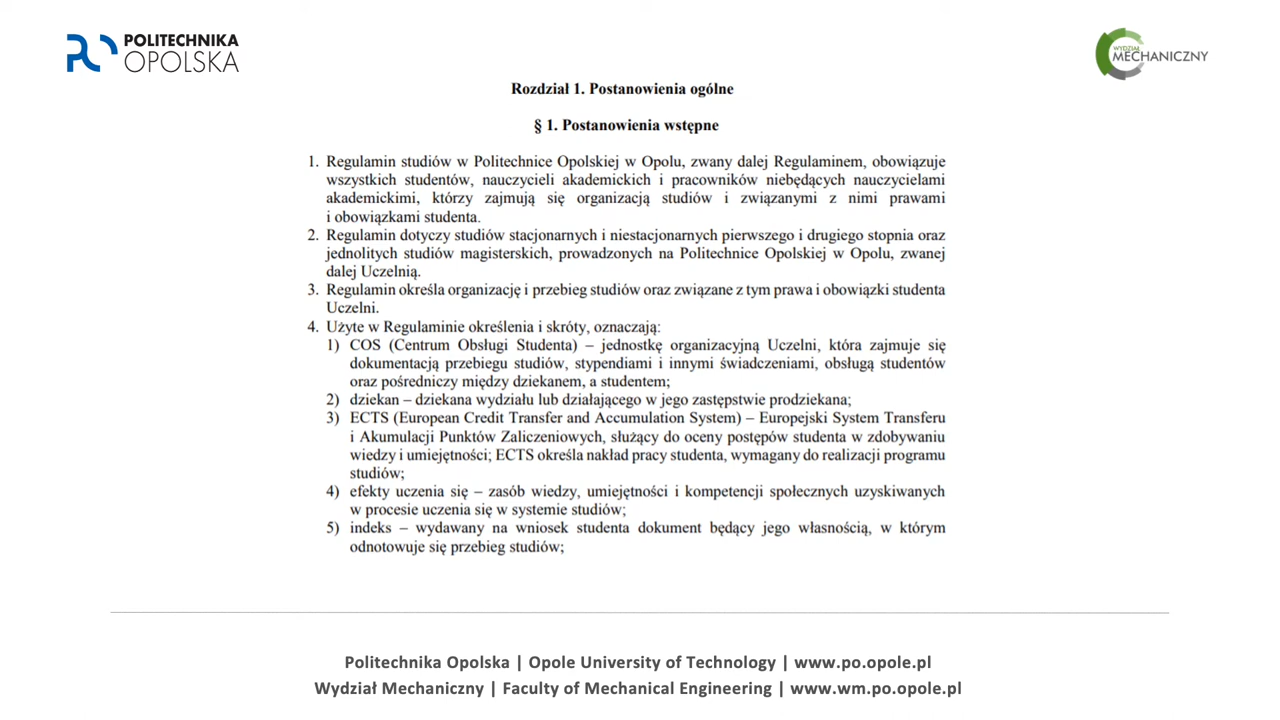 POLITECHNIKA
OPOLSKA
WYDZIAŁ
MECHANICZNY
Rozdział 1. Postanowienia ogólne
§ 1. Postanowienia wstępne
1. Regulamin studiów w Politechnice Opolskiej w Opolu, zwany dalej Regulaminem, obowiązuje
wszystkich studentów, nauczycieli akademickich i pracowników niebędących nauczycielami
akademickimi, którzy zajmują się organizacją studiów i związanymi z nimi prawami
i obowiązkami studenta.
2. Regulamin dotyczy studiów stacjonarnych i niestacjonarnych pierwszego i drugiego stopnia oraz
jednolitych studiów magisterskich, prowadzonych na Politechnice Opolskiej w Opolu, zwanej
dalej Uczelnią.
3. Regulamin określa organizację i przebieg studiów oraz związane z tym prawa i obowiązki studenta
Uczelni.
4. Użyte w Regulaminie określenia i skróty, oznaczają:
1) COS (Centrum Obsługi Studenta) – jednostkę organizacyjną Uczelni, która zajmuje się
dokumentacją przebiegu studiów, stypendiami i innymi świadczeniami, obsługą studentów
oraz pośredniczy między dziekanem, a studentem;
2) dziekan – dziekana wydziału lub działającego w jego zastępstwie prodziekana;
3) ECTS (European Credit Transfer and Accumulation System) – Europejski System Transferu
i Akumulacji Punktów Zaliczeniowych, służący do oceny postępów studenta w zdobywaniu
wiedzy i umiejętności; ECTS określa nakład pracy studenta, wymagany do realizacji programu
studiów;
4) efekty uczenia się – zasób wiedzy, umiejętności i kompetencji społecznych uzyskiwanych
w procesie uczenia się w systemie studiów;
5) indeks – wydawany na wniosek studenta dokument będący jego własnością, w którym
odnotowuje się przebieg studiów;
Politechnika Opolska | Opole University of Technology | www.po.opole.pl
Wydział Mechaniczny | Faculty of Mechanical Engineering | www.wm.po.opole.pl